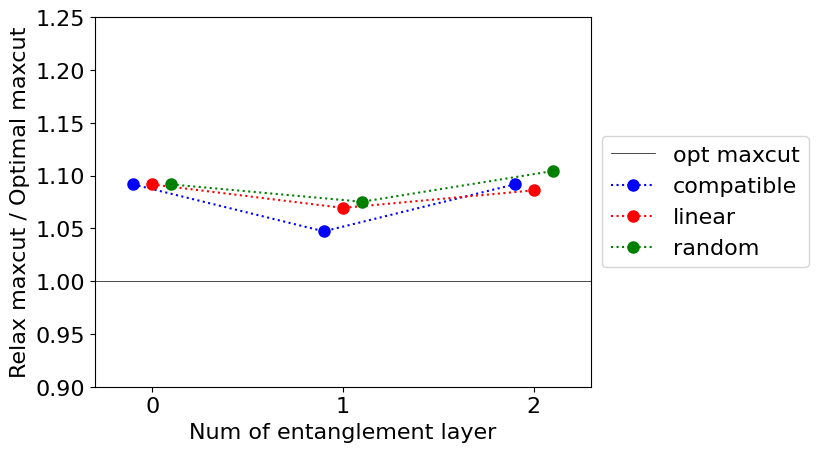 Relax maxcut / Optimal maxcut
1.25
1.20
1.15
1.10
1.05
1.00
0.95
0.90
0 1 2
Num of entanglement layer
opt maxcut
compatible
linear
random